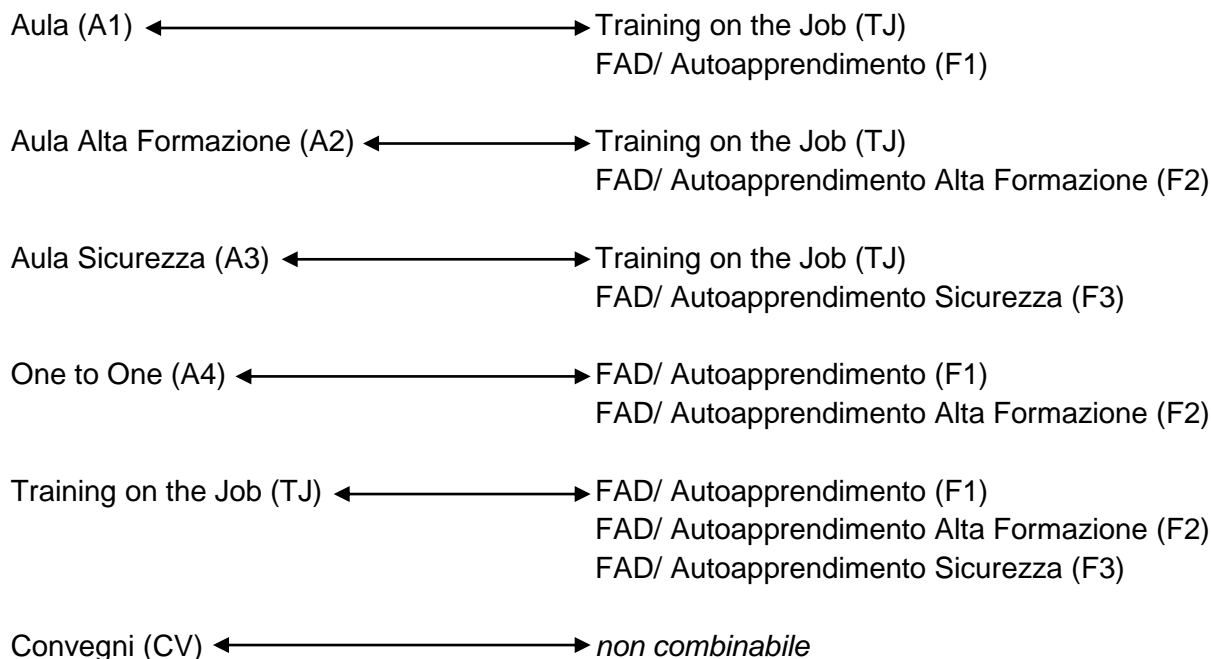 Aula (A1) Training on the Job (TJ)
FAD/ Autoapprendimento (F1)
Aula Alta Formazione (A2) Training on the Job (TJ)
FAD/ Autoapprendimento Alta Formazione (F2)
Aula Sicurezza (A3) Training on the Job (TJ)
FAD/ Autoapprendimento Sicurezza (F3)
One to One (A4) FAD/ Autoapprendimento (F1)
FAD/ Autoapprendimento Alta Formazione (F2)
Training on the Job (TJ) FAD/ Autoapprendimento (F1)
FAD/ Autoapprendimento Alta Formazione (F2)
FAD/ Autoapprendimento Sicurezza (F3)
Convegni (CV) non combinabile